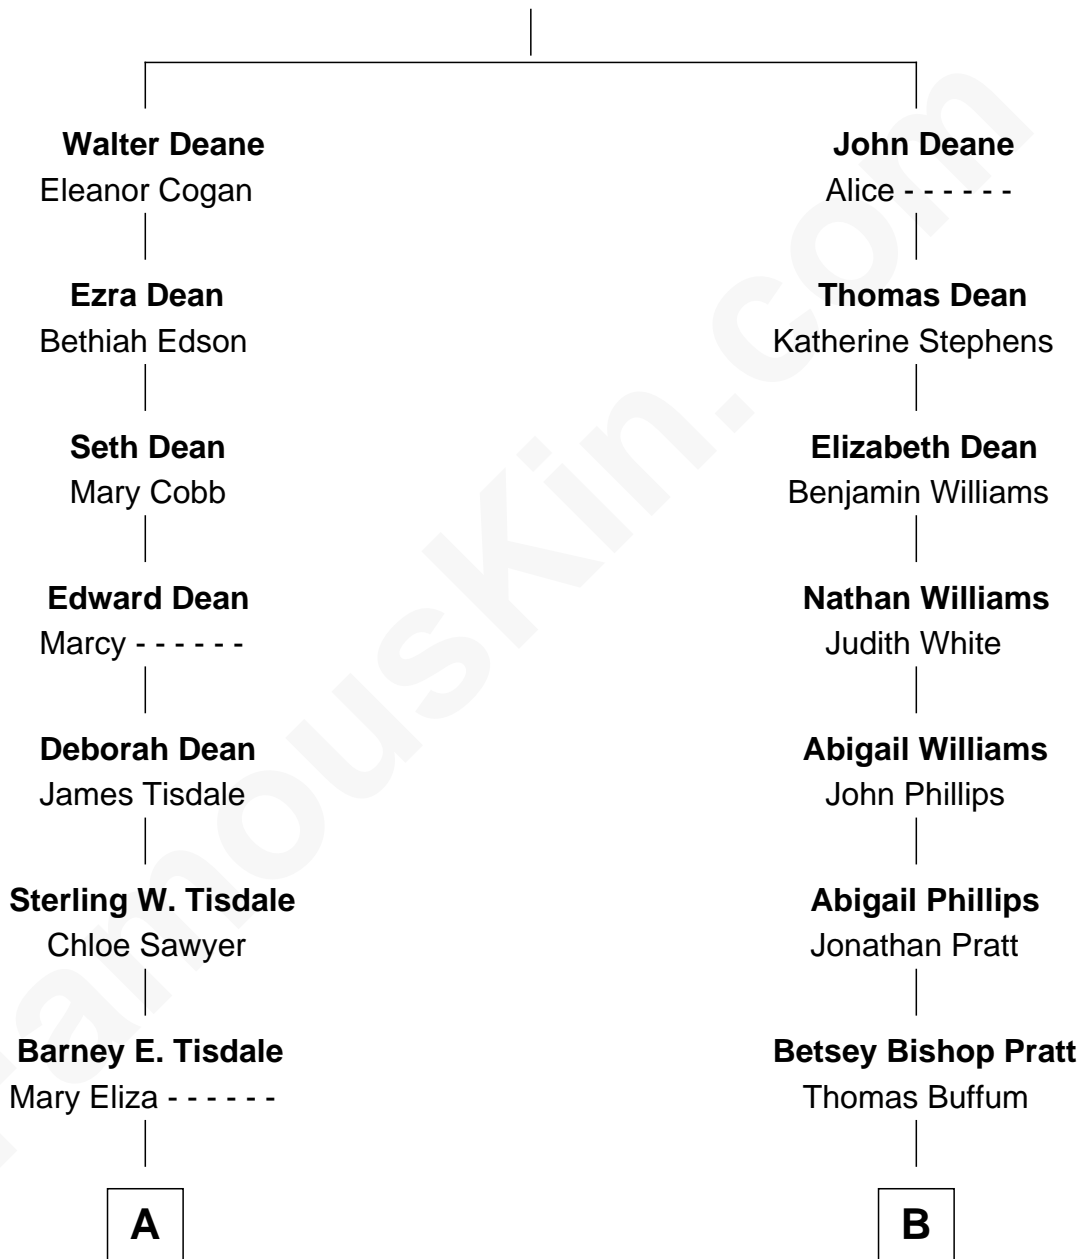 Walter Deane
Eleanor Cogan
Ezra Dean
Bethiah Edson
Seth Dean
Mary Cobb
Edward Dean
Marcy - - - - - -
Deborah Dean
James Tisdale
Sterling W. Tisdale
Chloe Sawyer
Barney E. Tisdale
Mary Eliza - - - - - -
A
John Deane
Alice - - - - - -
Thomas Dean
Katherine Stephens
Elizabeth Dean
Benjamin Williams
Nathan Williams
Judith White
Abigail Williams
John Phillips
Abigail Phillips
Jonathan Pratt
Betsey Bishop Pratt
Thomas Buffum
B
FamousKin.com